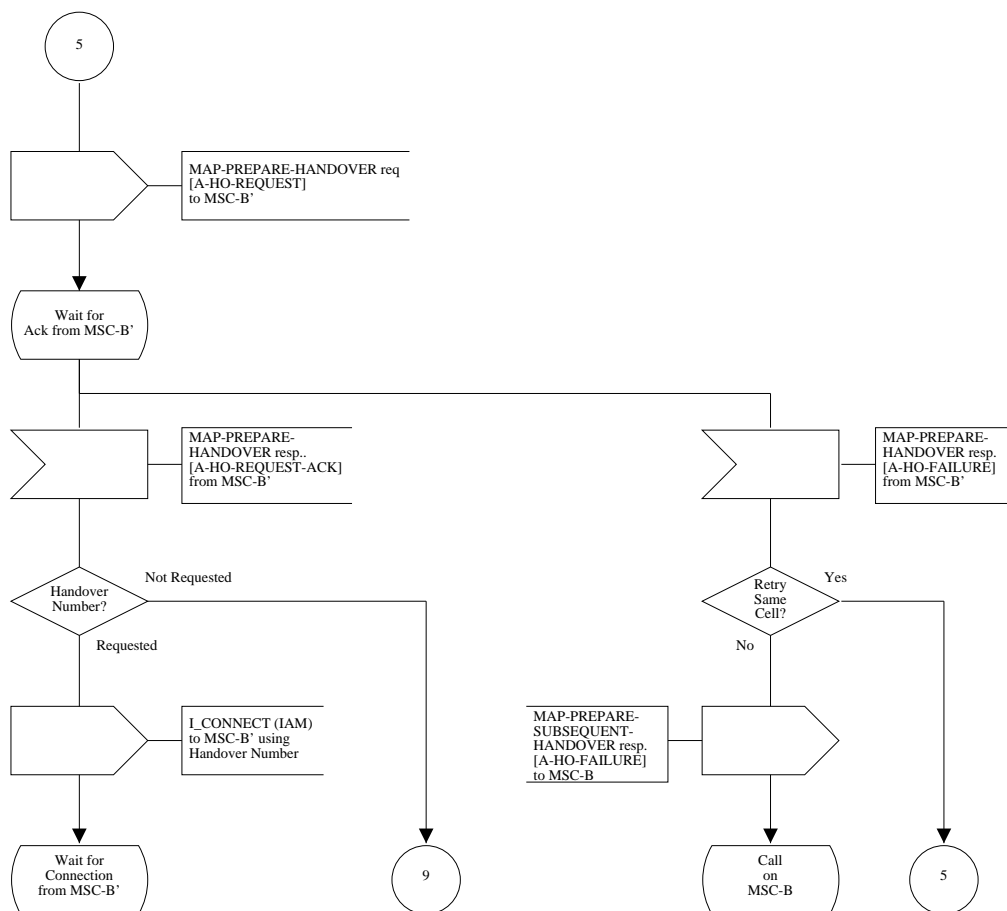 5
MAP-PREPARE-HANDOVER req
[A-HO-REQUEST]
to MSC-B’
Wait for
Ack from MSC-B’
MAP-PREPARE-
HANDOVER resp..
[A-HO-REQUEST-ACK]
from MSC-B’
MAP-PREPARE-
HANDOVER resp.
[A-HO-FAILURE]
from MSC-B’
Handover
Number?
Not Requested
Requested
Retry
Same
Cell?
Yes
No
I_CONNECT (IAM)
to MSC-B’ using
Handover Number
MAP-PREPARE-
SUBSEQUENT-
HANDOVER resp.
[A-HO-FAILURE]
to MSC-B
Wait for
Connection
from MSC-B’
9
Call
on
MSC-B
5